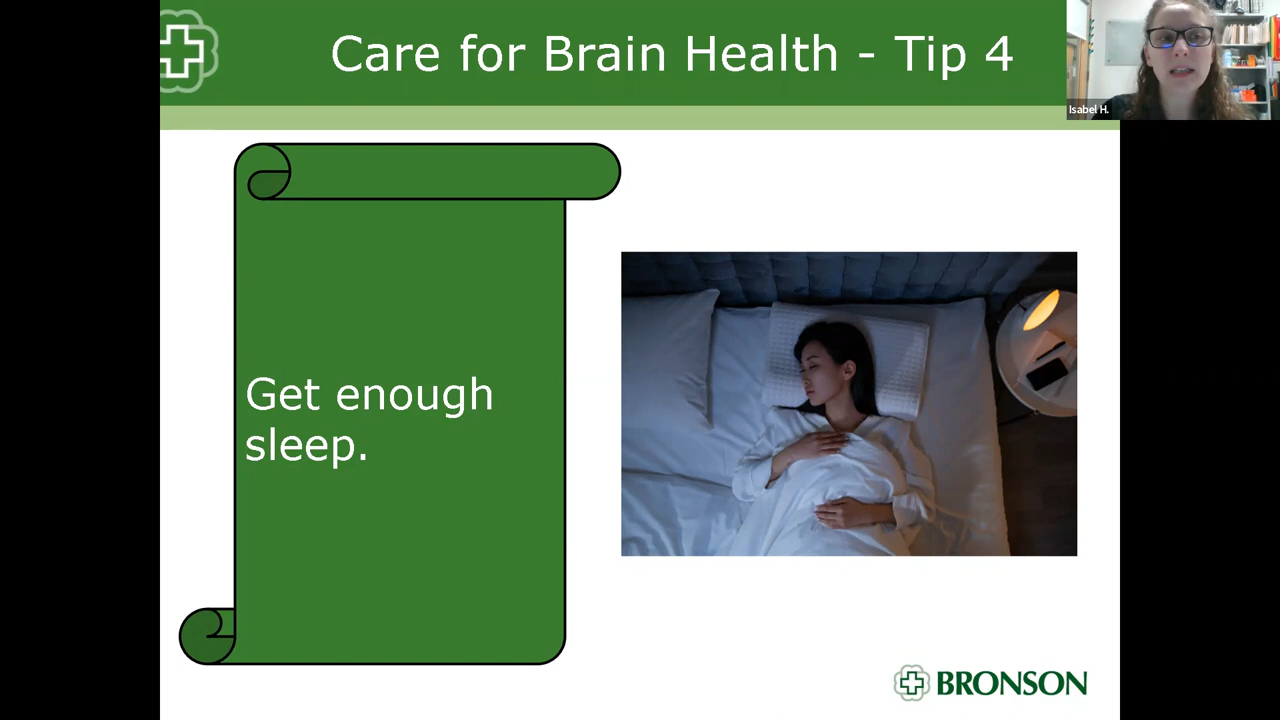 Care for Brain Health - Tip 4
Isabel H.
Get enough
sleep.
BRONSON